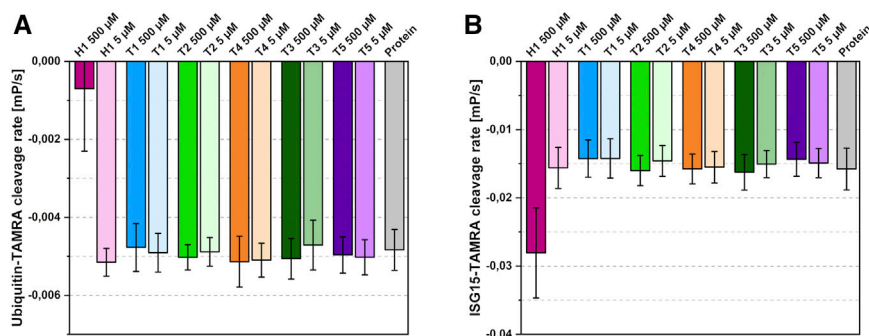 A
H1 500 µM
H1 5 µM
T1 500 µM
T1 5 µM
T2 500 µM
T2 5 µM
T4 500 µM
T4 5 µM
T3 500 µM
T3 5 µM
T5 500 µM
T5 5 µM
Protein
Ubiquitin-TAMRA cleavage rate [mP/s]
0,000
-0,002
-0,004
-0,006
B
H1 500 µM
H1 5 µM
T1 500 µM
T1 5 µM
T2 500 µM
T2 5 µM
T4 500 µM
T4 5 µM
T3 500 µM
T3 5 µM
T5 500 µM
T5 5 µM
Protein
ISG15-TAMRA cleavage rate [mP/s]
0,00
-0,01
-0,02
-0,03
-0,04